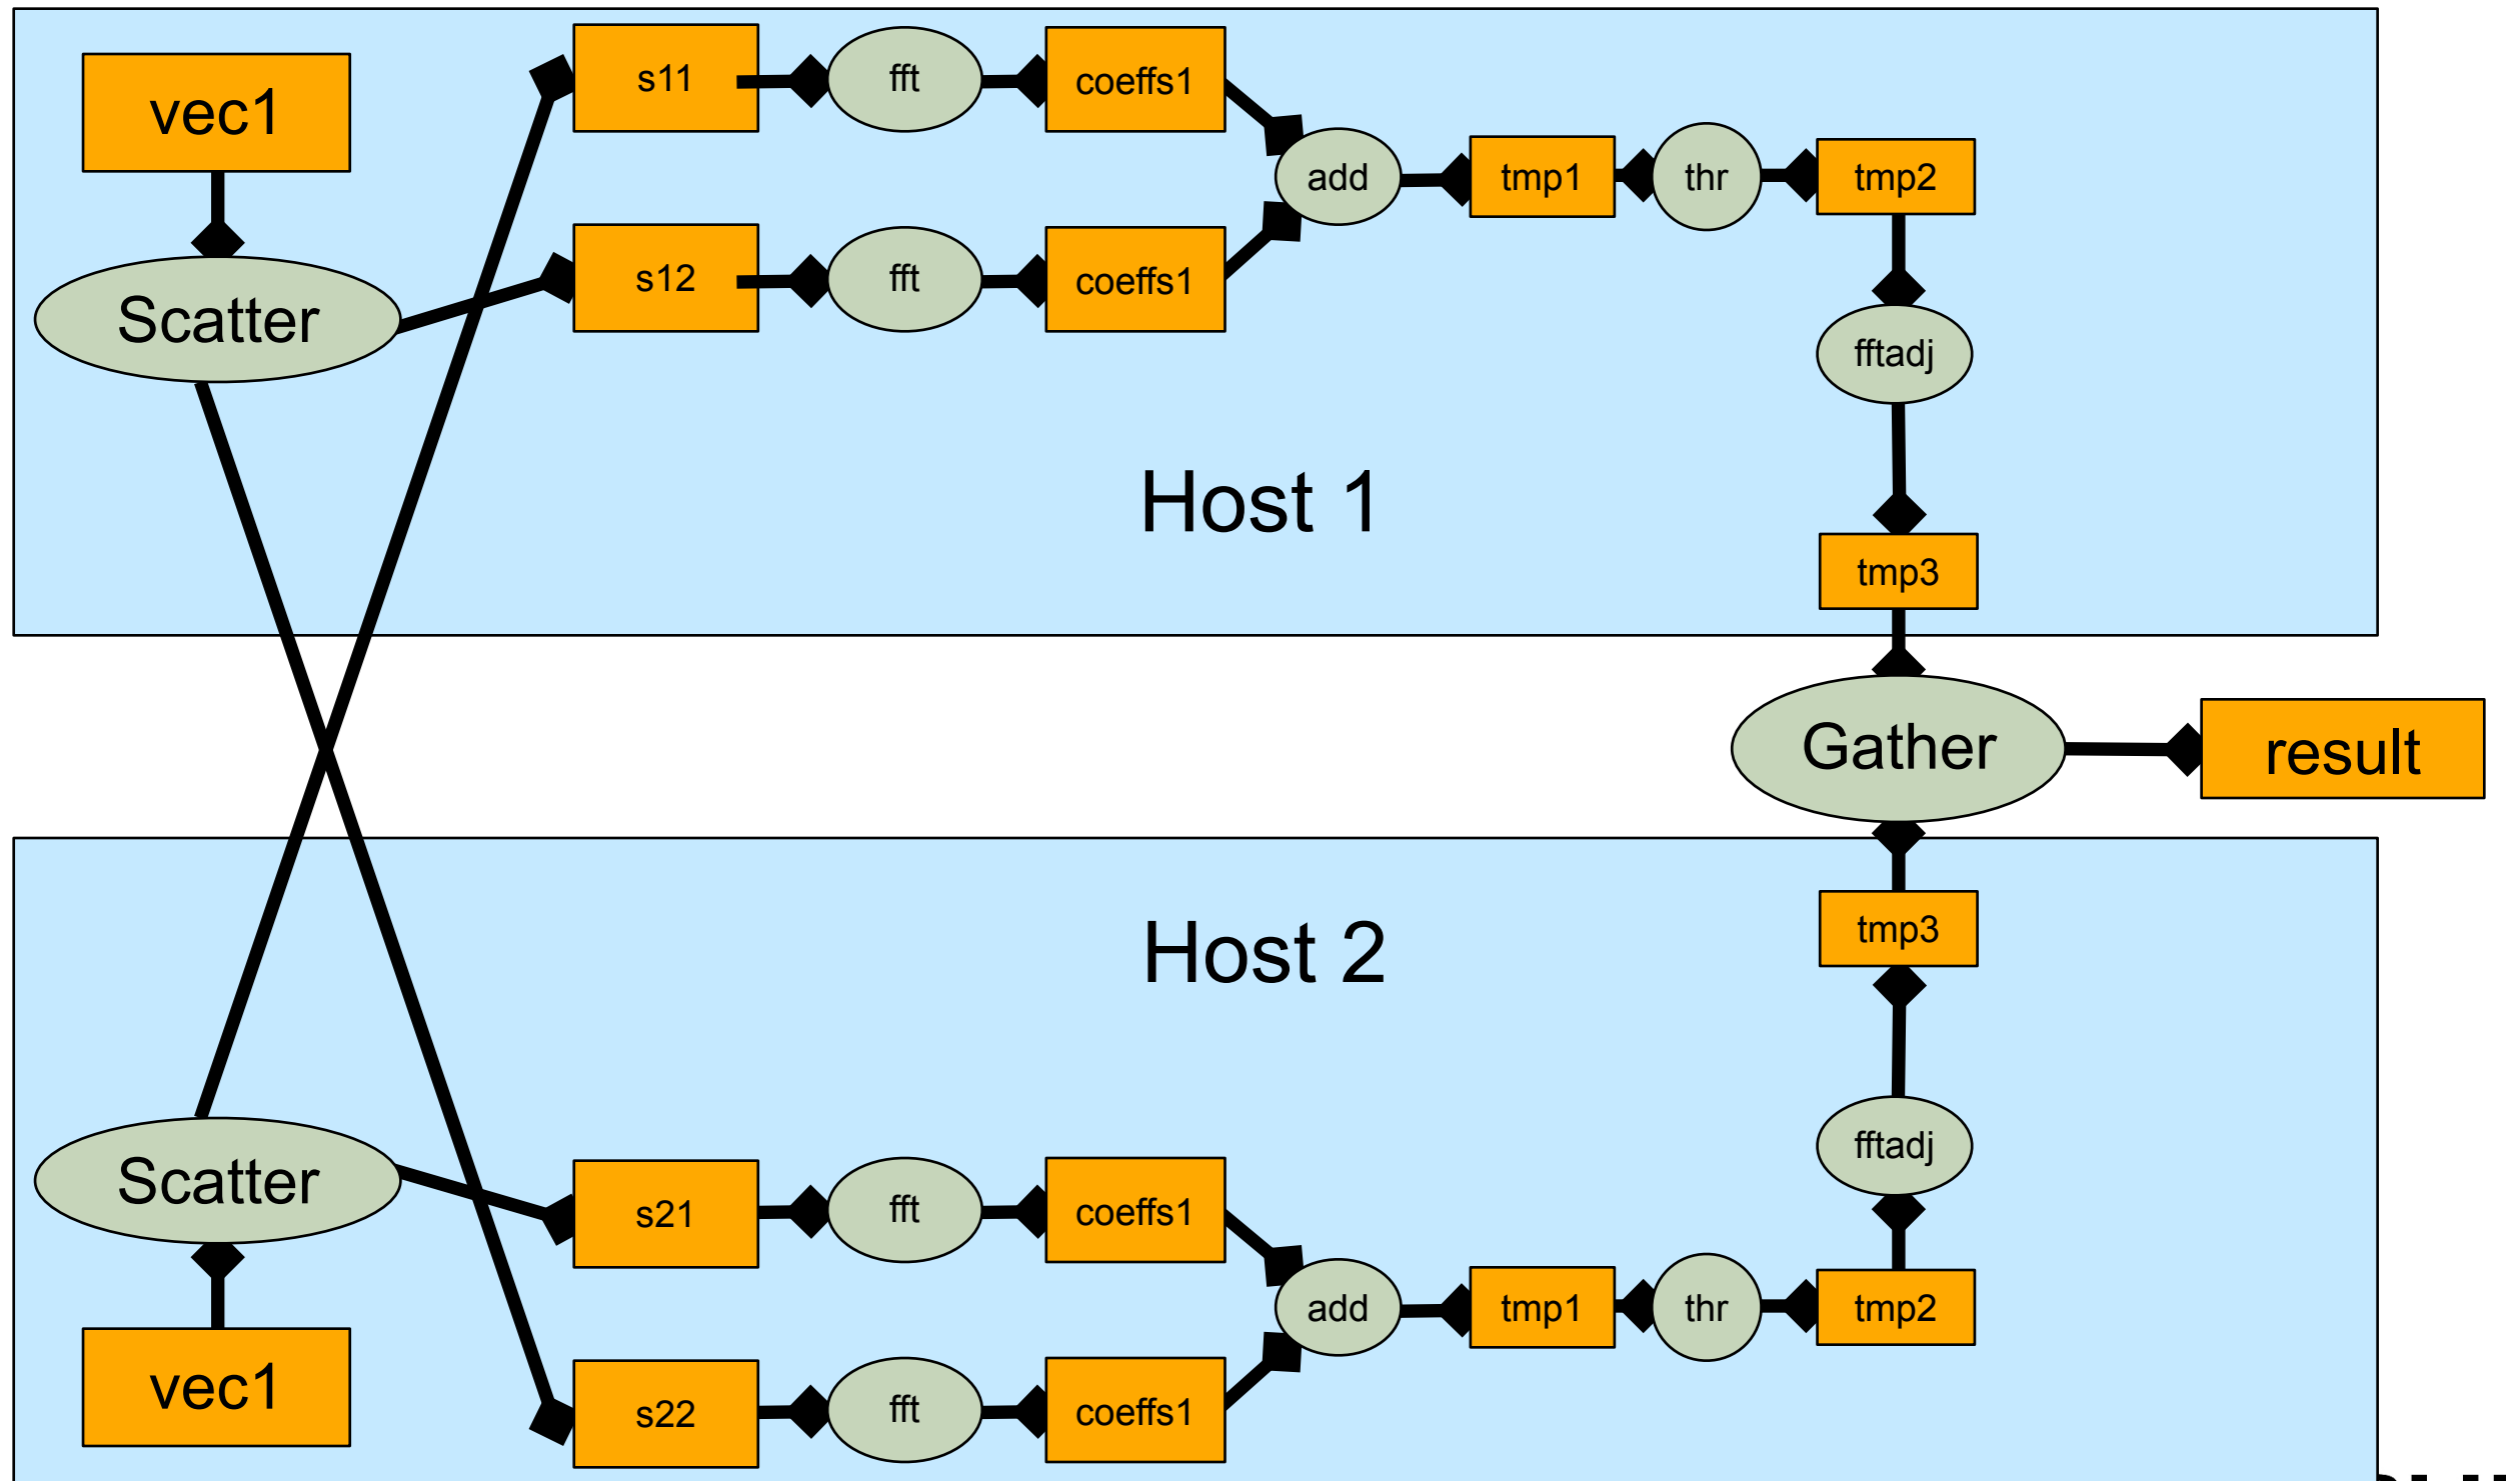 vec1
Scatter
s11
fft
coeffs1
s12
fft
coeffs1
add
tmp1
thr
tmp2
fftadj
tmp3
Host 1
Gather
result
Host 2
tmp3
fftadj
Scatter
vec1
s21
fft
coeffs1
s22
fft
coeffs1
add
tmp1
thr
tmp2